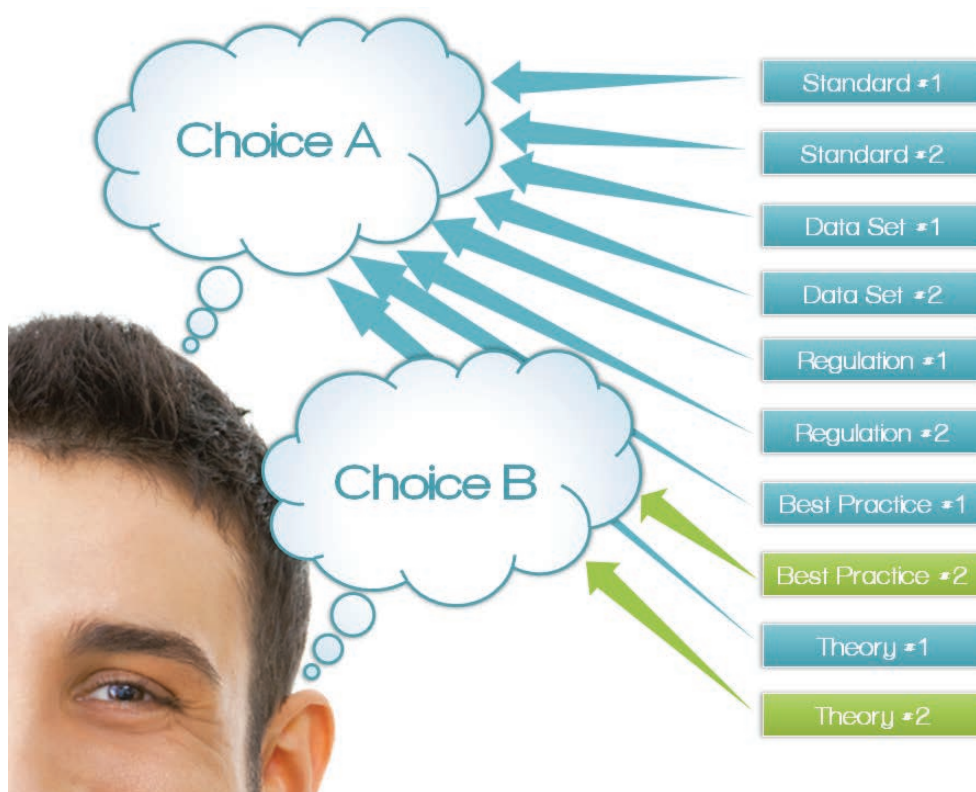 Choice A
Standard #1
Standard #2
Data Set #1
Data Set #2
Regulation #1
Regulation #2
Choice B
Best Practice #1
Best Practice #2
Theory #1
Theory #2